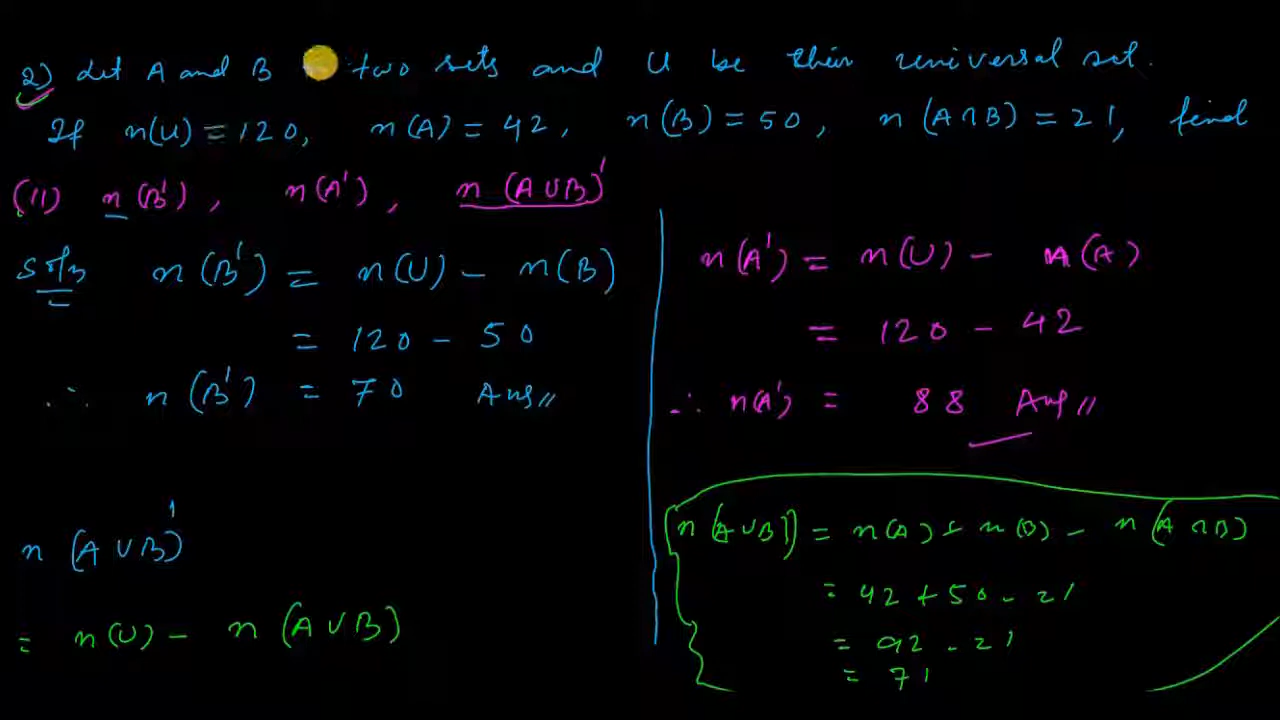 2) Let A and B two sets and U be their universal set.
If n(U) = 120, n(A) = 42, n(B) = 50, n(A∩B) = 21, find
(11) n(B'), n(A'), n(A∪B)'
Soln n(B') = n(U) - n(B)
= 120 - 50
∴ n(B') = 70 Ans//
n(A') = n(U) - n(A)
= 120 - 42
∴ n(A') = 88 Ans//
n(A∪B)'
= n(U) - n(A∪B)
n(A∪B) = n(A) + n(B) - n(A∩B)
= 42 + 50 - 21
= 92 - 21
= 71